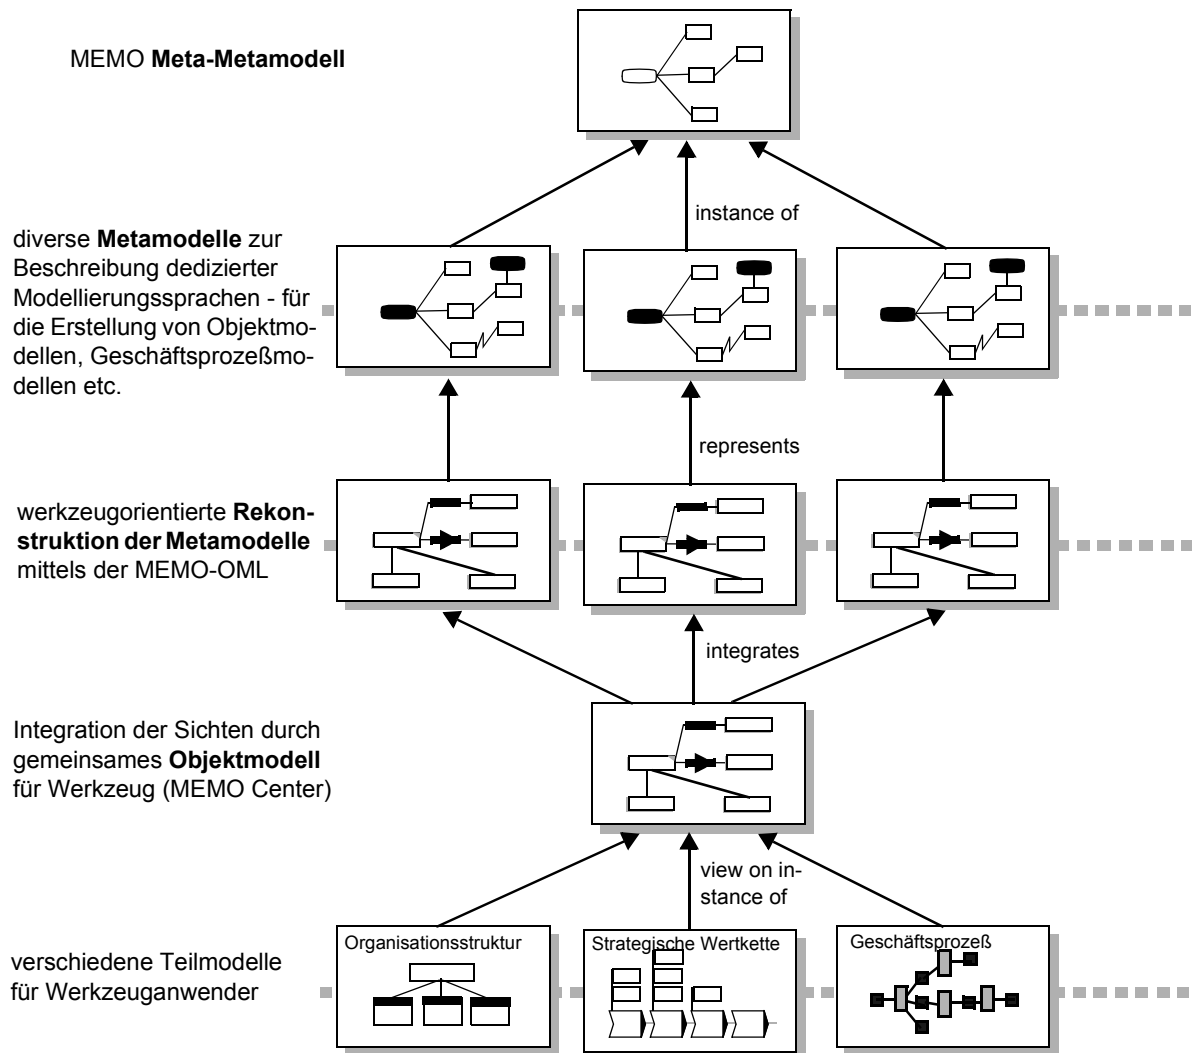 MEMO Meta-Metamodell
instance of
diverse Metamodelle zur
Beschreibung dedizierter
Modellierungssprachen - für
die Erstellung von Objektmo-
dellen, Geschäftsprozeßmo-
dellen etc.
represents
werkzeugorientierte Rekon-
struktion der Metamodelle
mittels der MEMO-OML
integrates
Integration der Sichten durch
gemeinsames Objektmodell
für Werkzeug (MEMO Center)
view on in-
stance of
verschiedene Teilmodelle
für Werkzeuganwender
Organisationsstruktur
Strategische Wertkette
Geschäftsprozeß